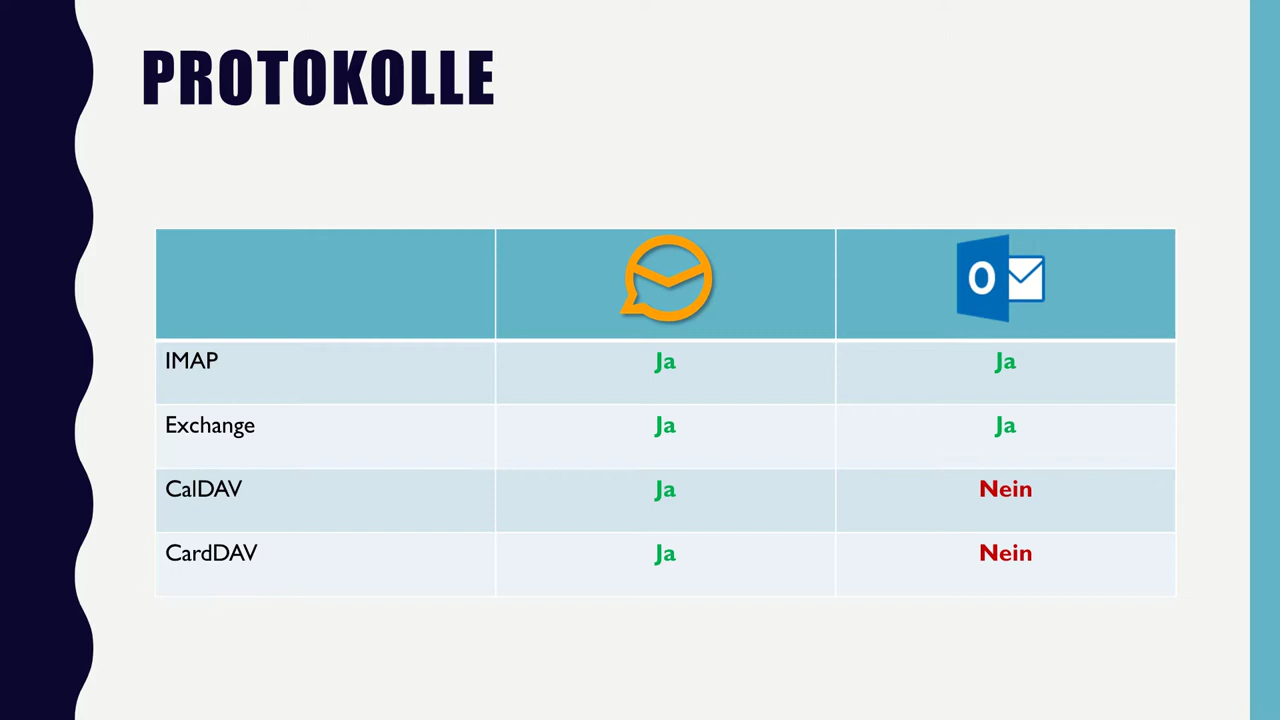 PROTOKOLLE
O
IMAP Ja Ja
Exchange Ja Ja
CalDAV Ja Nein
CardDAV Ja Nein